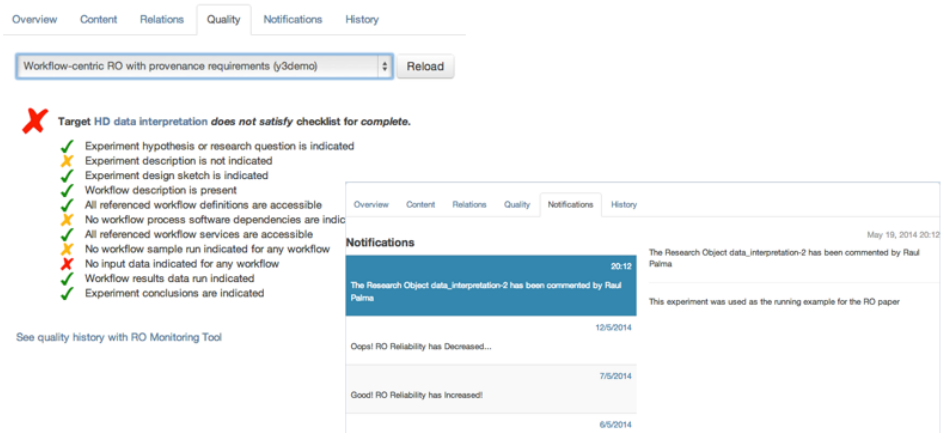 Overview Content Relations Quality Notifications History
Workflow-centric RO with provenance requirements (y3demo) Reload
Target HD data interpretation does not satisfy checklist for complete.
Experiment hypothesis or research question is indicated
Experiment description is not indicated
Experiment design sketch is indicated
Workflow description is present
All referenced workflow definitions are accessible
No workflow process software dependencies are indic
All referenced workflow services are accessible
No workflow sample run indicated for any workflow
No input data indicated for any workflow
Workflow results data run indicated
Experiment conclusions are indicated
See quality history with RO Monitoring Tool
Overview Content Relations Quality Notifications History
Notifications
20:12
The Research Object data_interpretation-2 has been commented by Raul
Palma
12/5/2014
Oops! RO Reliability has Decreased...
7/5/2014
Good! RO Reliability has Increased!
6/5/2014
May 19, 2014 20:12
The Research Object data_interpretation-2 has been commented by Raul
Palma
This experiment was used as the running example for the RO paper